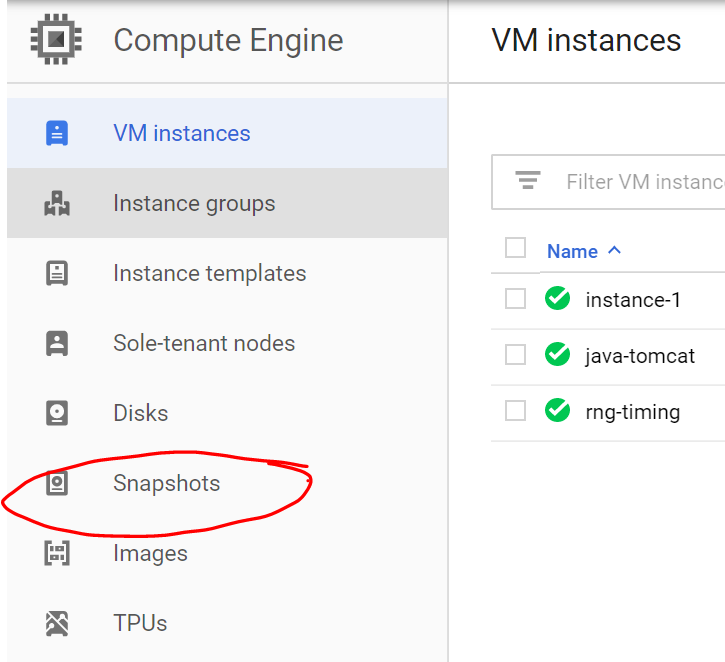 Compute Engine
VM instances
Instance groups
Instance templates
Sole-tenant nodes
Disks
Snapshots
Images
TPUs
VM instances
Filter VM instanc
Name
instance-1
java-tomcat
rng-timing